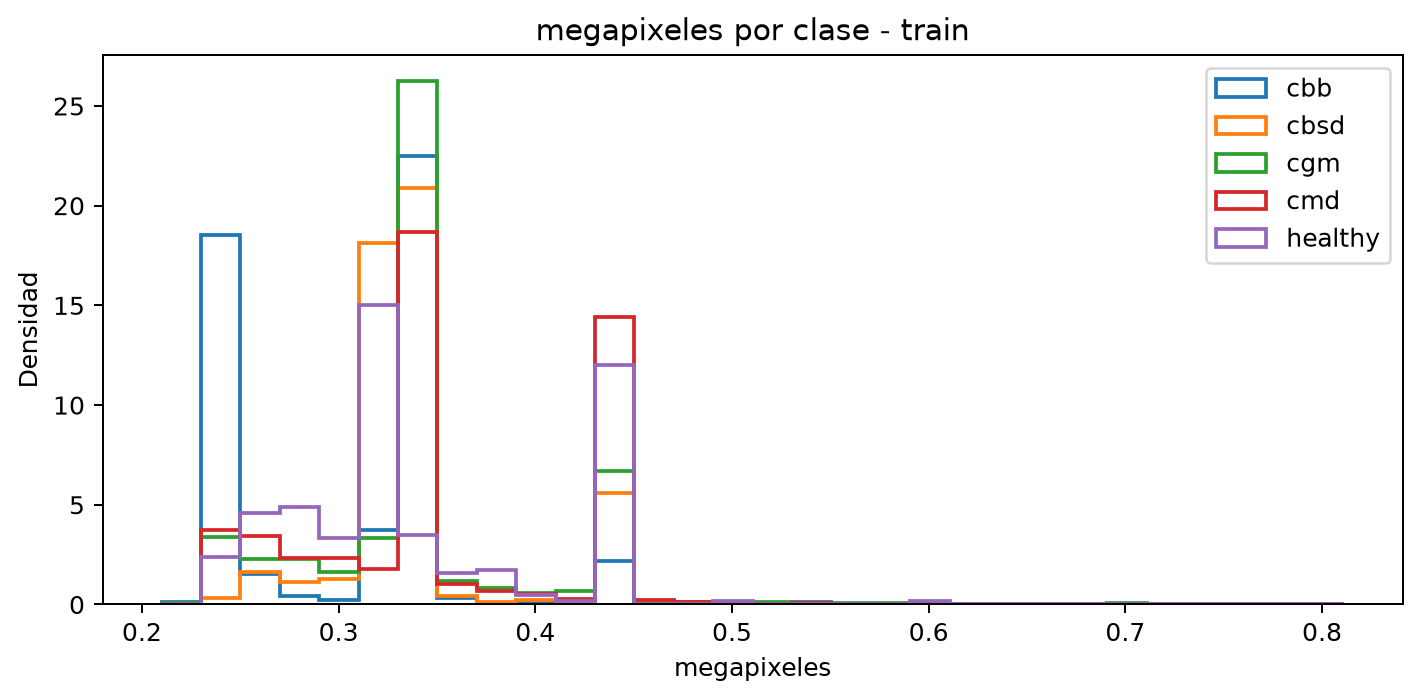 megapixeles por clase - train
cbb
cbsd
cgm
cmd
healthy
Densidad
25
20
15
10
5
0
0.2
0.3
0.4
0.5
0.6
0.7
0.8
megapixeles